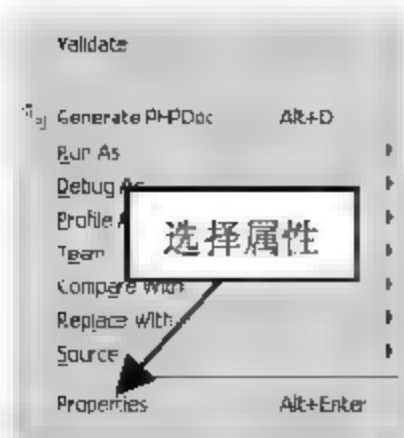 Validate
Generate PHPDoc Alt+D
Run As
Debug As
Profile
选择属性
Team
Compare With
Replace With
Source
Properties Alt+Enter